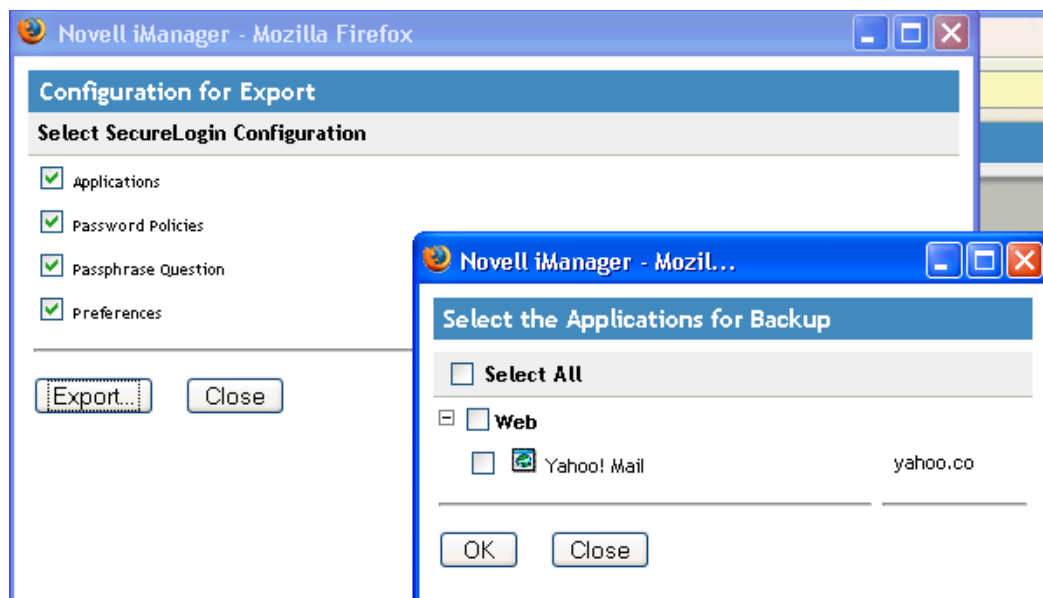 Novell iManager - Mozilla Firefox
Configuration for Export
Select SecureLogin Configuration
Applications
Password Policies
Passphrase Question
Preferences
Export...
Close
Novell iManager - Mozil...
Select the Applications for Backup
Select All
Web
Yahoo! Mail yahoo.co
OK
Close